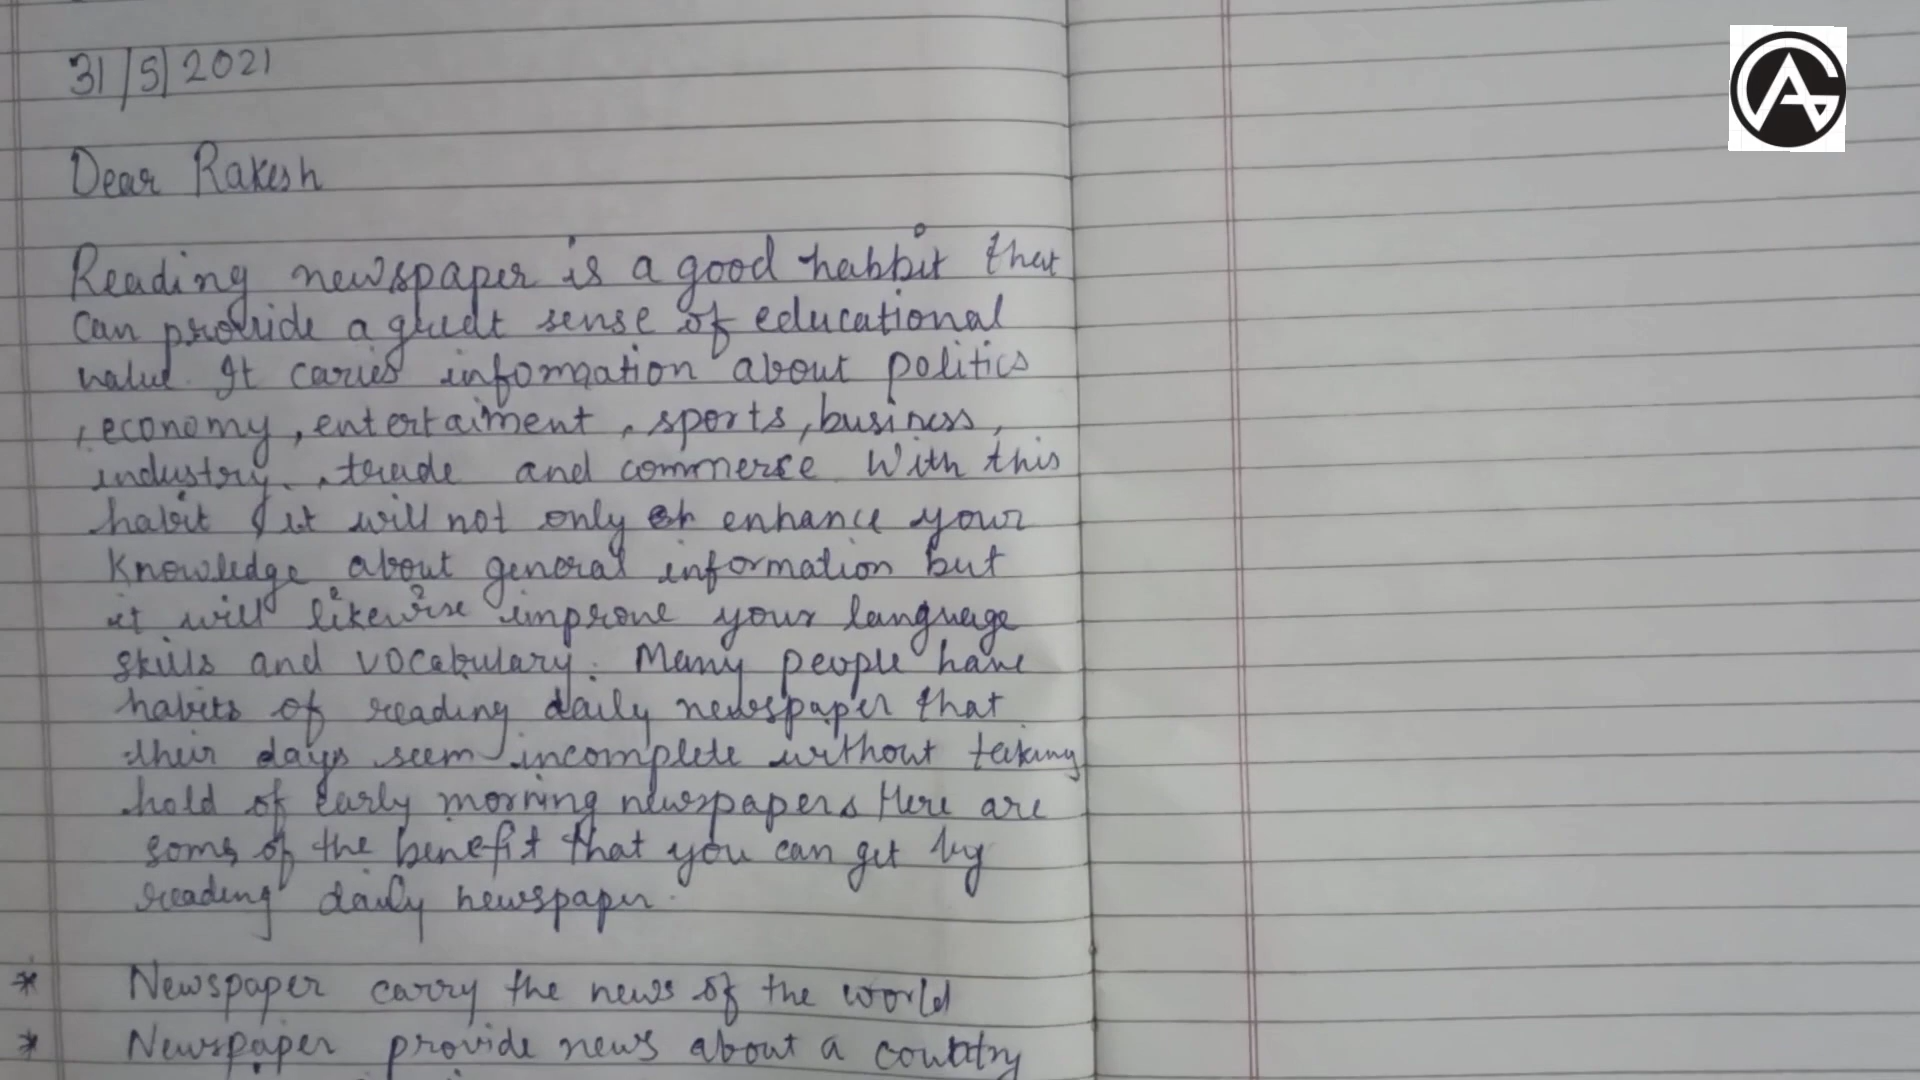 31/5/2021
Dear Rakesh
Reading newspaper is a good habbit that
can provide a great sense of educational
value. It caries infomation about politics
, economy, entertaiment, sports, business,
industry, trade and commerce. With this
habit it will not only enhance your
knowledge about general information but
it will likewise improve your language
skills and vocabulary. Many people have
habits of reading daily newspaper that
their days seem incomplete without taking
hold of early morning newspapers Here are
some of the benefit that you can get by
reading daily newspaper.
* Newspaper carry the news of the world
* Newspaper provide news about a country